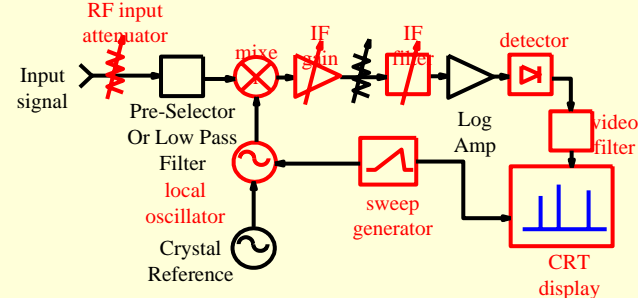 RF input
attenuator
mixe
IF
gain
IF
filter
detector
Input
signal
Pre-Selector
Or Low Pass
Filter
Log
Amp
video
filter
local
oscillator
sweep
generator
Crystal
Reference
CRT
display